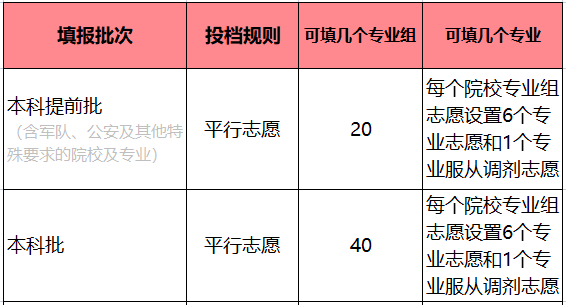 填报批次 投档规则 可填几个专业组 可填几个专业
本科提前批
（含军队、公安及其他特
殊要求的院校及专业）
平行志愿
20
每个院校专业组
志愿设置6个专
业志愿和1个专
业服从调剂志愿
本科批
平行志愿
40
每个院校专业组
志愿设置6个专
业志愿和1个专
业服从调剂志愿